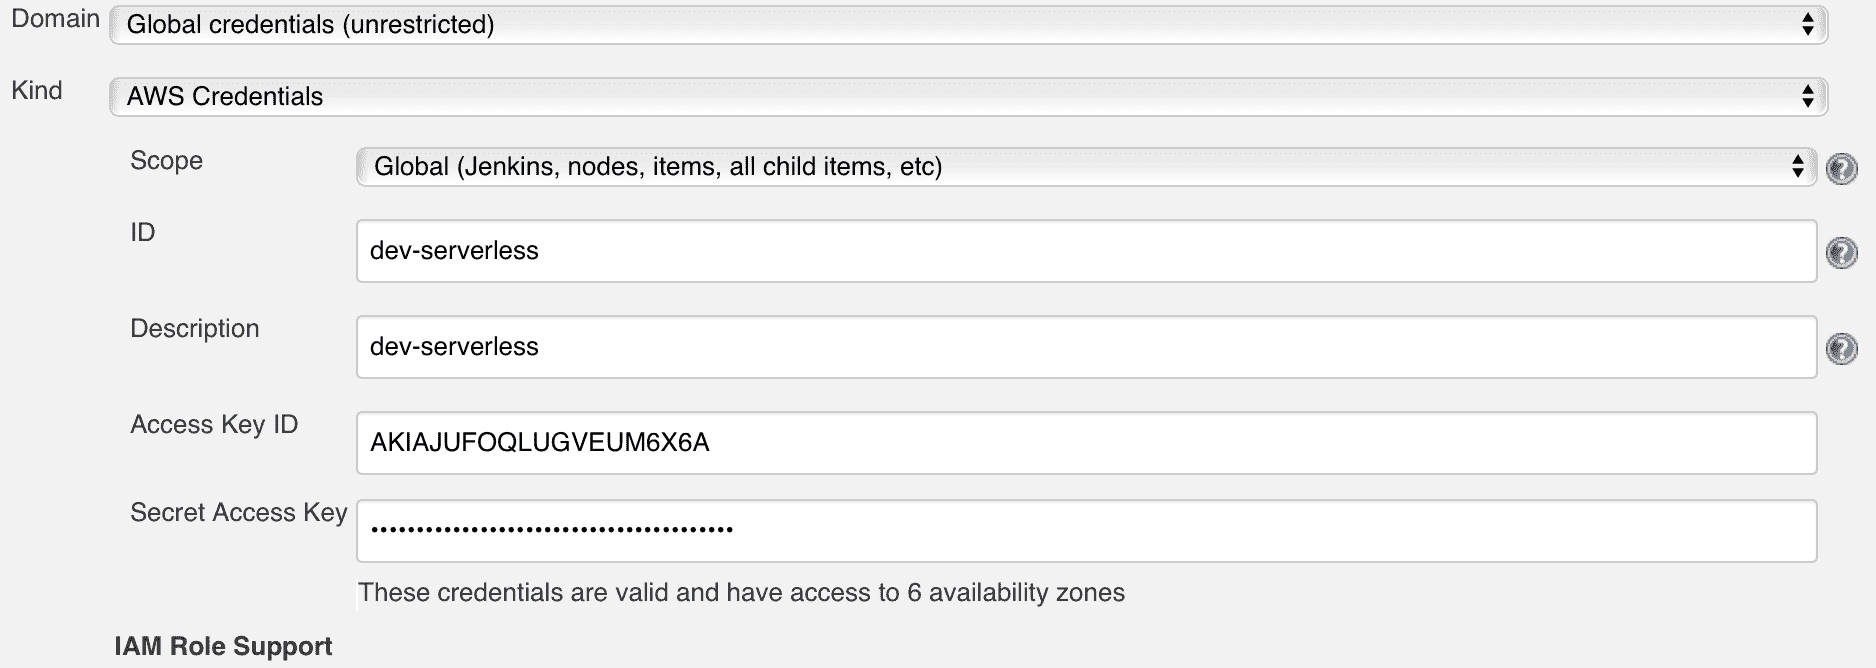 Domain Global credentials (unrestricted)
Kind AWS Credentials
Scope Global (Jenkins, nodes, items, all child items, etc)
ID dev-serverless
Description dev-serverless
Access Key ID AKIAJUFOQLUGVEUM6X6A
Secret Access Key ••••••••••••••••••••••••••••••••••••••••
These credentials are valid and have access to 6 availability zones
IAM Role Support